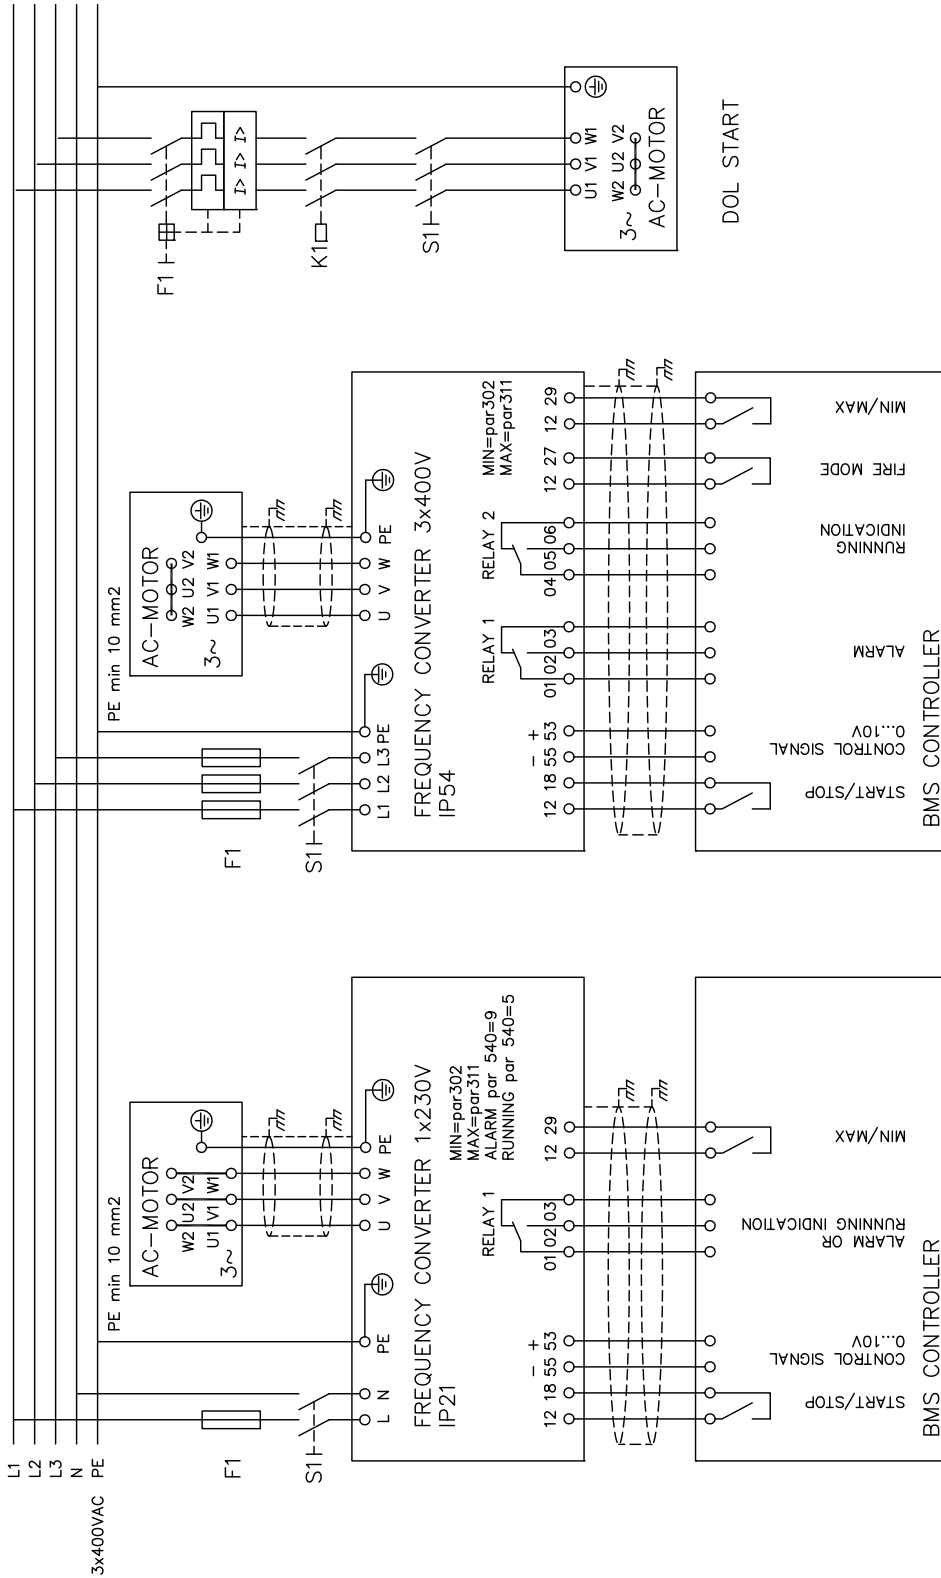 L1
L2
L3
N
PE
3x400VAC
F1
S1
L N
PE
PE min 10 mm2
AC-MOTOR
W2 U2 V2
U1 V1 W1
3~
U V W PE
FREQUENCY CONVERTER 1x230V
IP21
MIN=par302
MAX=par311
ALARM par 540=9
RUNNING par 540=5
RELAY 1
- +
12 18 55 53
01 02 03
12 29
START/STOP
CONTROL SIGNAL
0...10V
ALARM OR
RUNNING INDICATION
MIN/MAX
BMS CONTROLLER
F1
S1
L1 L2 L3 PE
PE min 10 mm2
AC-MOTOR
W2 U2 V2
U1 V1 W1
3~
U V W PE
FREQUENCY CONVERTER 3x400V
IP54
MIN=par302
MAX=par311
RELAY 1
RELAY 2
- +
12 18 55 53
01 02 03
04 05 06
12 27
12 29
START/STOP
CONTROL SIGNAL
0...10V
ALARM
RUNNING
INDICATION
FIRE MODE
MIN/MAX
BMS CONTROLLER
F1
I> I> I>
K1
S1
U1 V1 W1
W2 U2 V2
3~
AC-MOTOR
DOL START